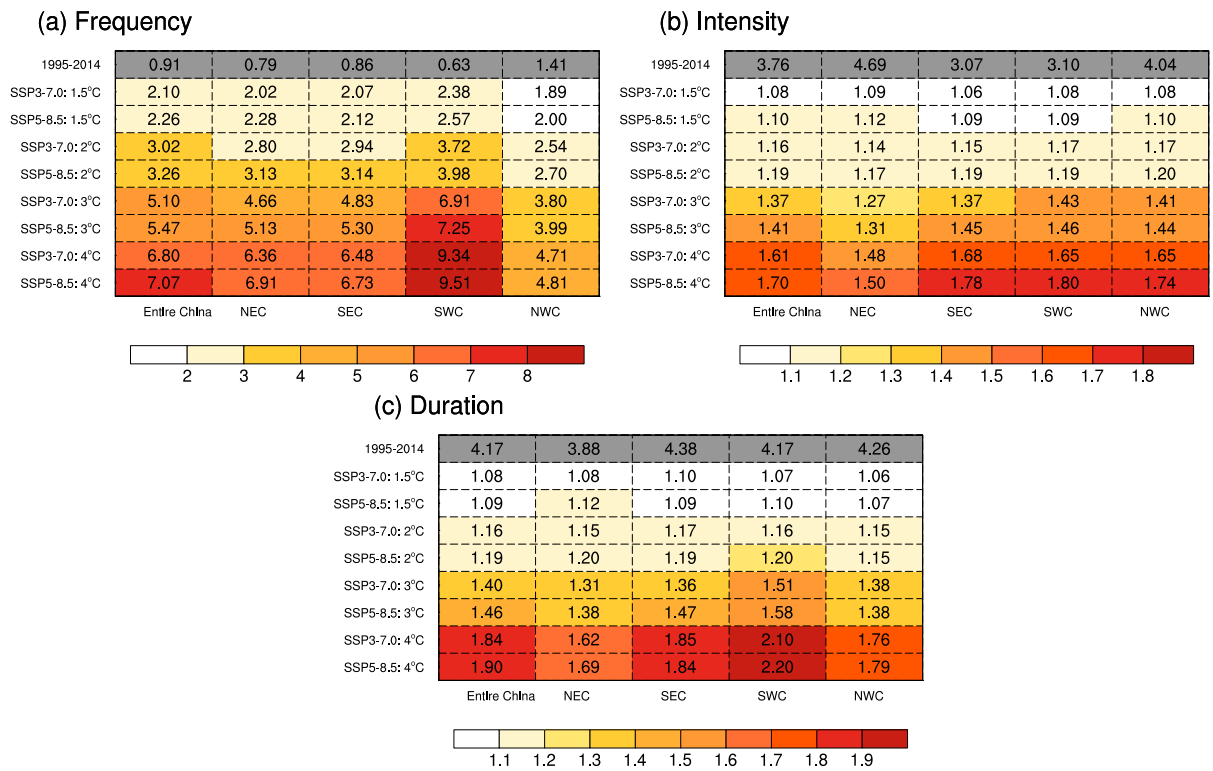 (a) Frequency
1995-2014 0.91 0.79 0.86 0.63 1.41
SSP3-7.0: 1.5°C 2.10 2.02 2.07 2.38 1.89
SSP5-8.5: 1.5°C 2.26 2.28 2.12 2.57 2.00
SSP3-7.0: 2°C 3.02 2.80 2.94 3.72 2.54
SSP5-8.5: 2°C 3.26 3.13 3.14 3.98 2.70
SSP3-7.0: 3°C 5.10 4.66 4.83 6.91 3.80
SSP5-8.5: 3°C 5.47 5.13 5.30 7.25 3.99
SSP3-7.0: 4°C 6.80 6.36 6.48 9.34 4.71
SSP5-8.5: 4°C 7.07 6.91 6.73 9.51 4.81
Entire China NEC SEC SWC NWC
2 3 4 5 6 7 8
(b) Intensity
1995-2014 3.76 4.69 3.07 3.10 4.04
SSP3-7.0: 1.5°C 1.08 1.09 1.06 1.08 1.08
SSP5-8.5: 1.5°C 1.10 1.12 1.09 1.09 1.10
SSP3-7.0: 2°C 1.16 1.14 1.15 1.17 1.17
SSP5-8.5: 2°C 1.19 1.17 1.19 1.19 1.20
SSP3-7.0: 3°C 1.37 1.27 1.37 1.43 1.41
SSP5-8.5: 3°C 1.41 1.31 1.45 1.46 1.44
SSP3-7.0: 4°C 1.61 1.48 1.68 1.65 1.65
SSP5-8.5: 4°C 1.70 1.50 1.78 1.80 1.74
Entire China NEC SEC SWC NWC
1.1 1.2 1.3 1.4 1.5 1.6 1.7 1.8
(c) Duration
1995-2014 4.17 3.88 4.38 4.17 4.26
SSP3-7.0: 1.5°C 1.08 1.08 1.10 1.07 1.06
SSP5-8.5: 1.5°C 1.09 1.12 1.09 1.10 1.07
SSP3-7.0: 2°C 1.16 1.15 1.17 1.16 1.15
SSP5-8.5: 2°C 1.19 1.20 1.19 1.20 1.15
SSP3-7.0: 3°C 1.40 1.31 1.36 1.51 1.38
SSP5-8.5: 3°C 1.46 1.38 1.47 1.58 1.38
SSP3-7.0: 4°C 1.84 1.62 1.85 2.10 1.76
SSP5-8.5: 4°C 1.90 1.69 1.84 2.20 1.79
Entire China NEC SEC SWC NWC
1.1 1.2 1.3 1.4 1.5 1.6 1.7 1.8 1.9